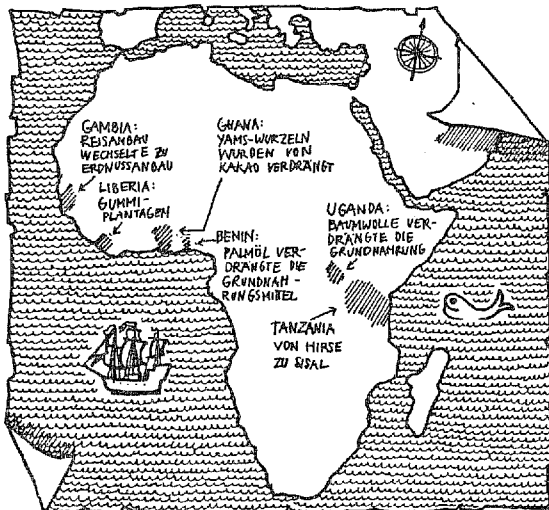 GAMBIA:
REISANBAU
WECHSELTE ZU
ERDNUSSANBAU
GHANA:
YAMS-WURZELN
WURDEN VON
KAKAO VERDRÄNGT
LIBERIA:
GUMMI-
PLANTAGEN
BENIN:
PALMÖL VER-
DRÄNGTE DIE
GRUNDNAH-
RUNGSMITTEL
UGANDA:
BAUMWOLLE VER-
DRÄNGTE DIE
GRUNDNAHRUNG
TANZANIA
VON HIRSE
ZU SISAL